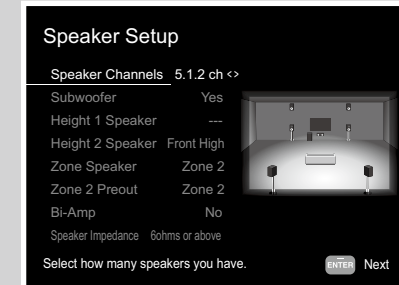 Speaker Setup
Speaker Channels 5.1.2 ch <>
Subwoofer Yes
Height 1 Speaker ---
Height 2 Speaker Front High
Zone Speaker Zone 2
Zone 2 Preout Zone 2
Bi-Amp No
Speaker Impedance 6ohms or above
Select how many speakers you have.
ENTER Next